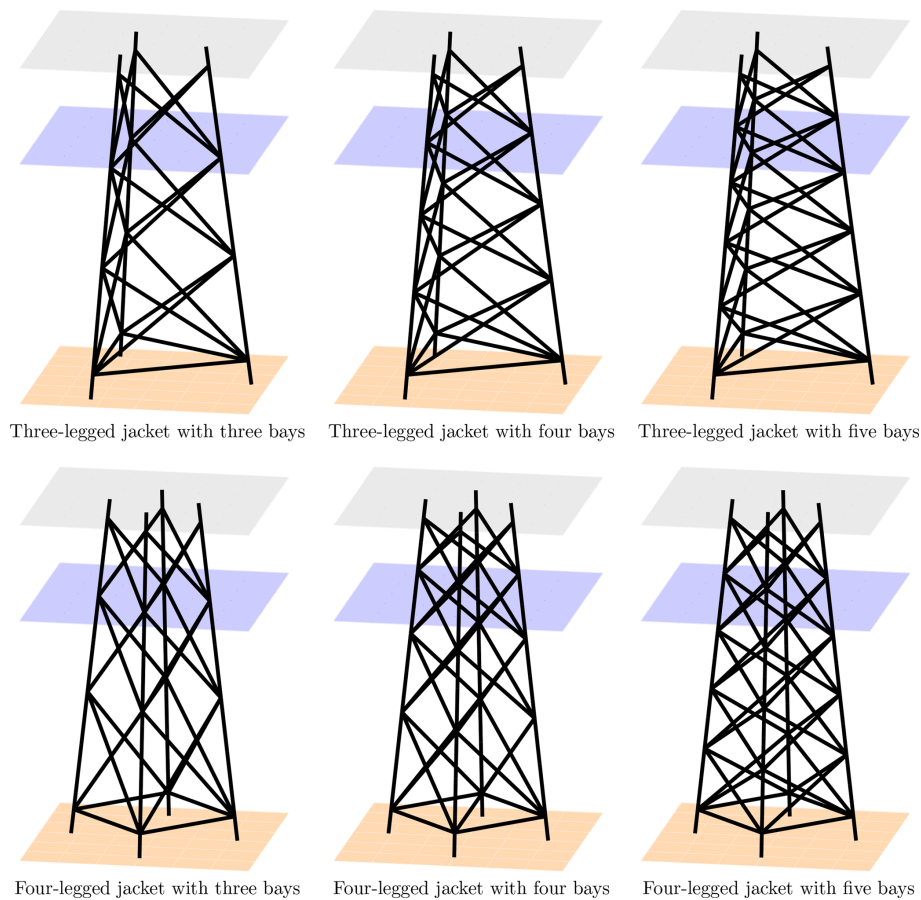 Three-legged jacket with three bays
Three-legged jacket with four bays
Three-legged jacket with five bays
Four-legged jacket with three bays
Four-legged jacket with four bays
Four-legged jacket with five bays